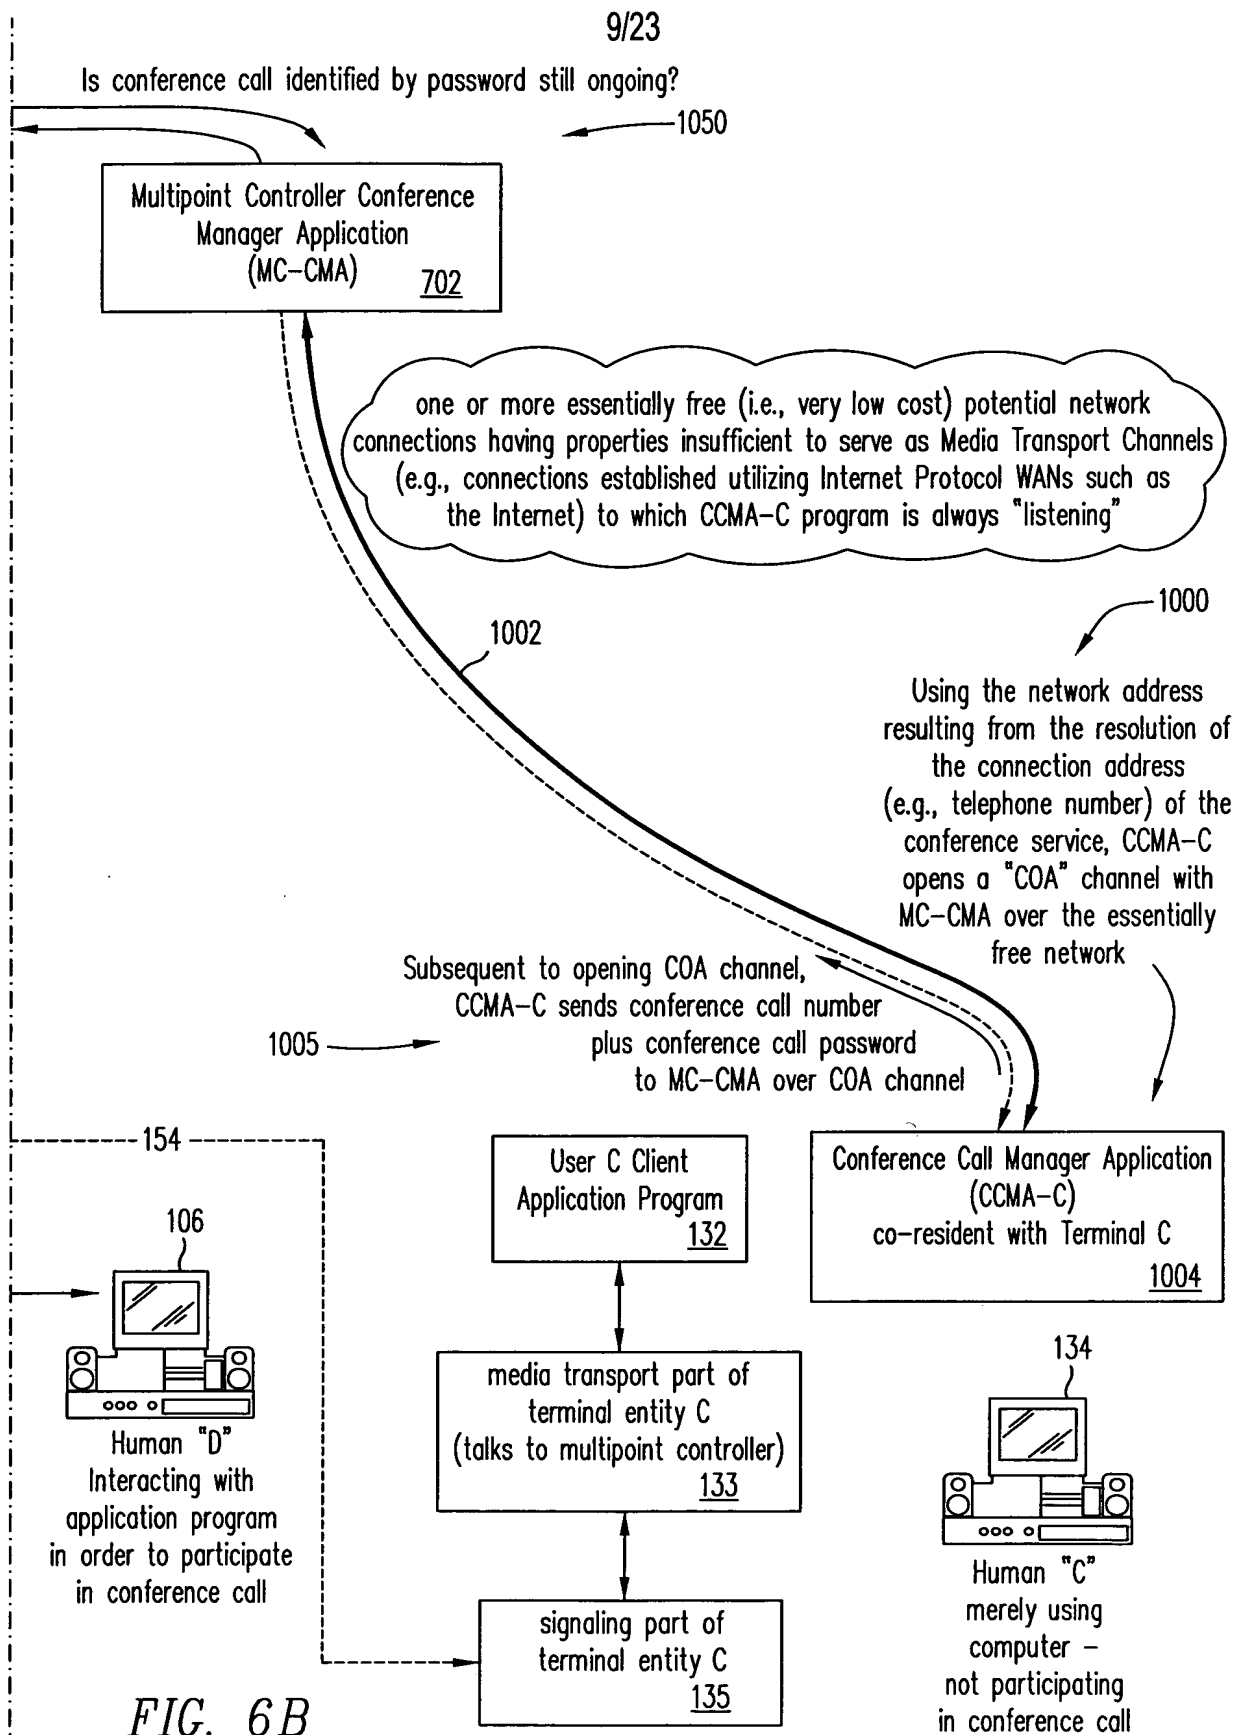 9/23
Is conference call identified by password still ongoing?
1050
Multipoint Controller Conference
Manager Application
(MC-CMA)
702
one or more essentially free (i.e., very low cost) potential network
connections having properties insufficient to serve as Media Transport Channels
(e.g., connections established utilizing Internet Protocol WANs such as
the Internet) to which CCMA-C program is always "listening"
1000
1002
Using the network address
resulting from the resolution of
the connection address
(e.g., telephone number) of the
conference service, CCMA-C
opens a "COA" channel with
MC-CMA over the essentially
free network
Subsequent to opening COA channel,
CCMA-C sends conference call number
plus conference call password
to MC-CMA over COA channel
1005
154
User C Client
Application Program
132
Conference Call Manager Application
(CCMA-C)
co-resident with Terminal C
1004
106
Human "D"
Interacting with
application program
in order to participate
in conference call
media transport part of
terminal entity C
(talks to multipoint controller)
133
134
Human "C"
merely using
computer -
not participating
in conference call
signaling part of
terminal entity C
135
FIG. 6B